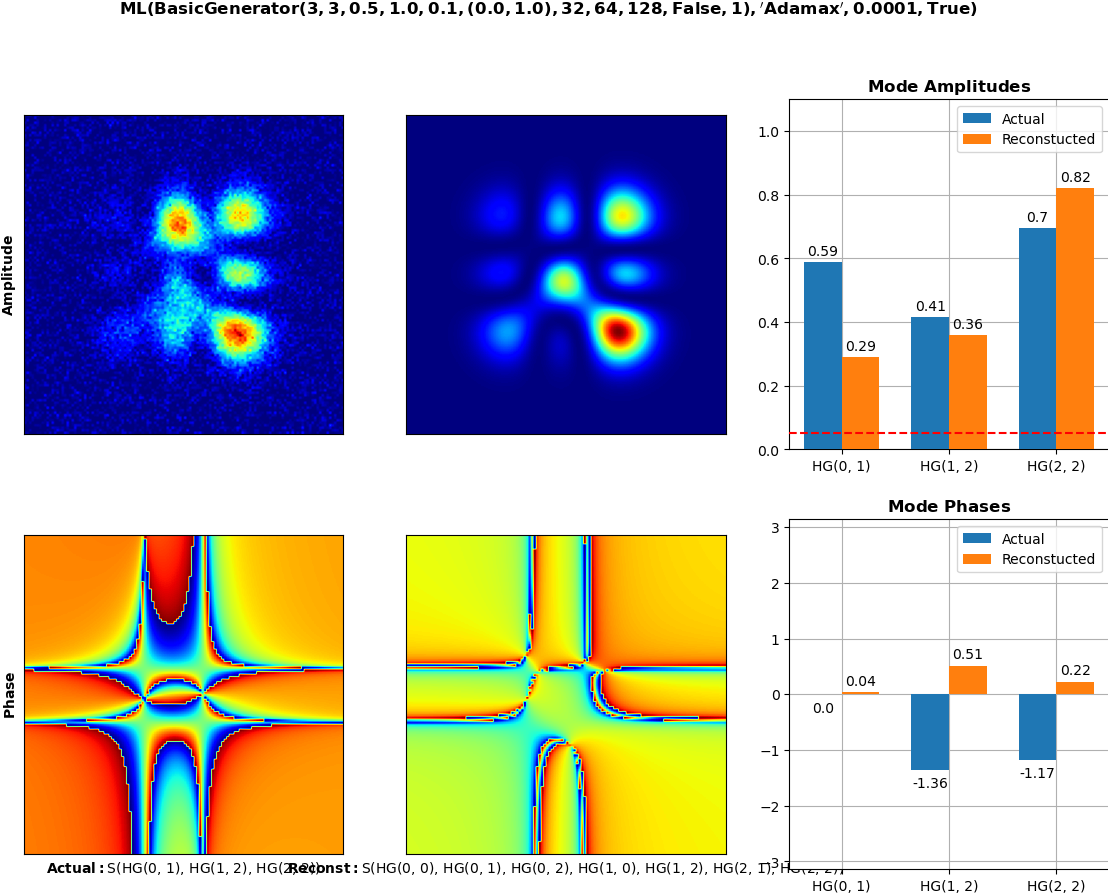 ML(BasicGenerator(3, 3, 0.5, 1.0, 0.1, (0.0, 1.0), 32, 64, 128, False, 1), ′Adamax′, 0.0001, True)
Mode Amplitudes
Amplitude
1.0
0.8
0.6
0.4
0.2
0.0
Actual
Reconstucted
0.59
0.29
0.41
0.36
0.7
0.82
HG(0, 1)
HG(1, 2)
HG(2, 2)
Mode Phases
Phase
3
2
1
0
−1
−2
−3
Actual
Reconstucted
0.0
0.04
-1.36
0.51
-1.17
0.22
HG(0, 1)
HG(1, 2)
HG(2, 2)
Actual: S(HG(0, 1), HG(1, 2), HG(2, 2))
Reconst: S(HG(0, 0), HG(0, 1), HG(0, 2), HG(1, 0), HG(1, 2), HG(2, 1), HG(2, 2))